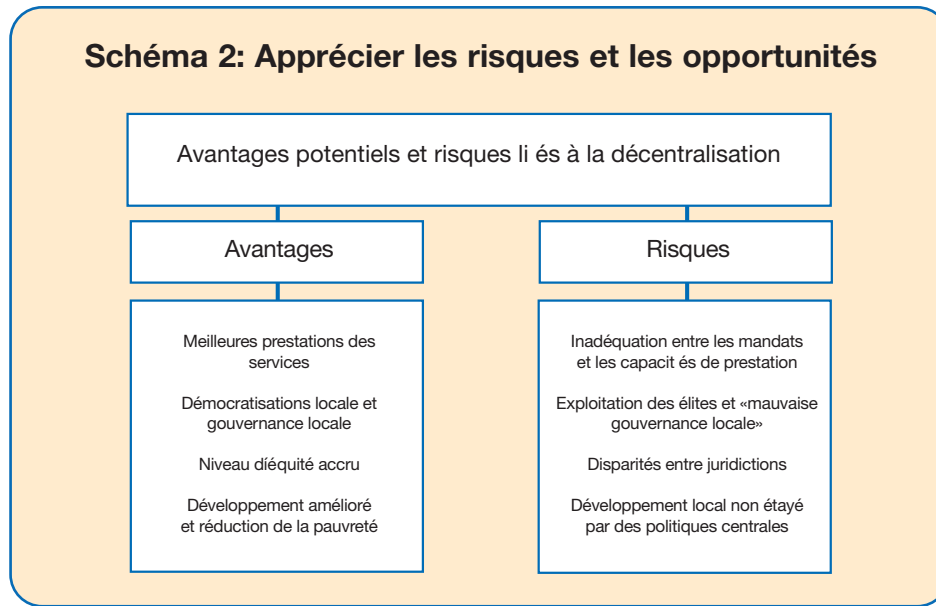 Schéma 2: Apprécier les risques et les opportunités
Avantages potentiels et risques li és à la décentralisation
Avantages
Meilleures prestations des
services
Démocratisations locale et
gouvernance locale
Niveau díéquité accru
Développement amélioré
et réduction de la pauvreté
Risques
Inadéquation entre les mandats
et les capacit és de prestation
Exploitation des élites et «mauvaise
gouvernance locale»
Disparités entre juridictions
Développement local non étayé
par des politiques centrales